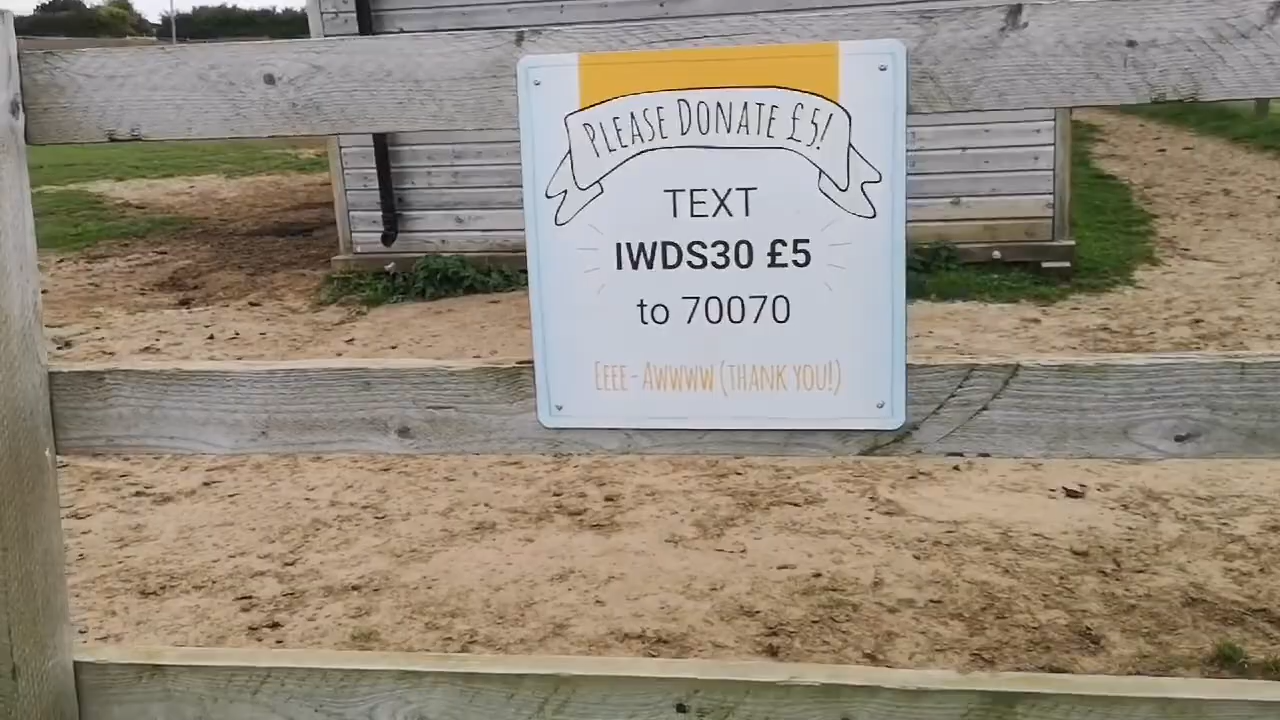 PLEASE DONATE £5!
TEXT
IWDS30 £5
to 70070
EEEE-AWWWW (THANK YOU!)